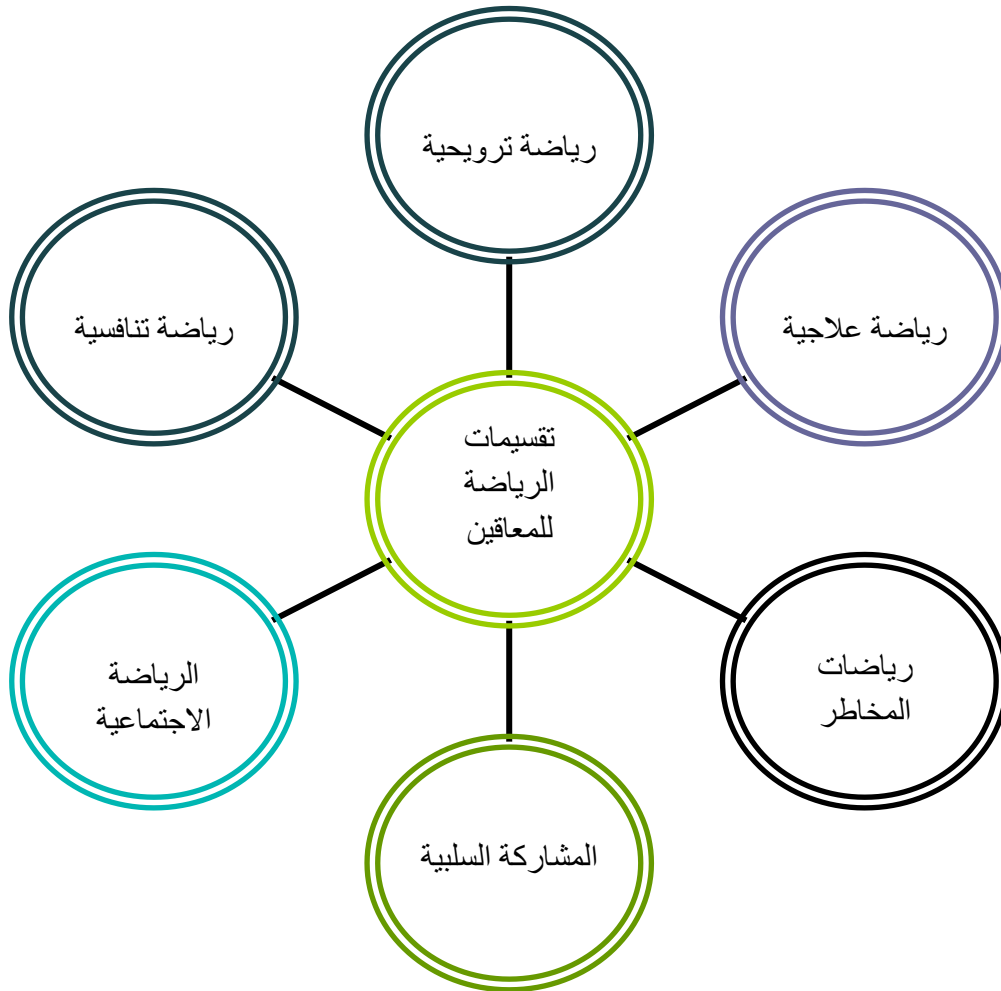 رياضة ترويحية
رياضة علاجية
رياضة تنافسية
تقسيمات
الرياضة
للمعاقين
رياضات
المخاطر
الرياضة
الاجتماعية
المشاركة السلبية